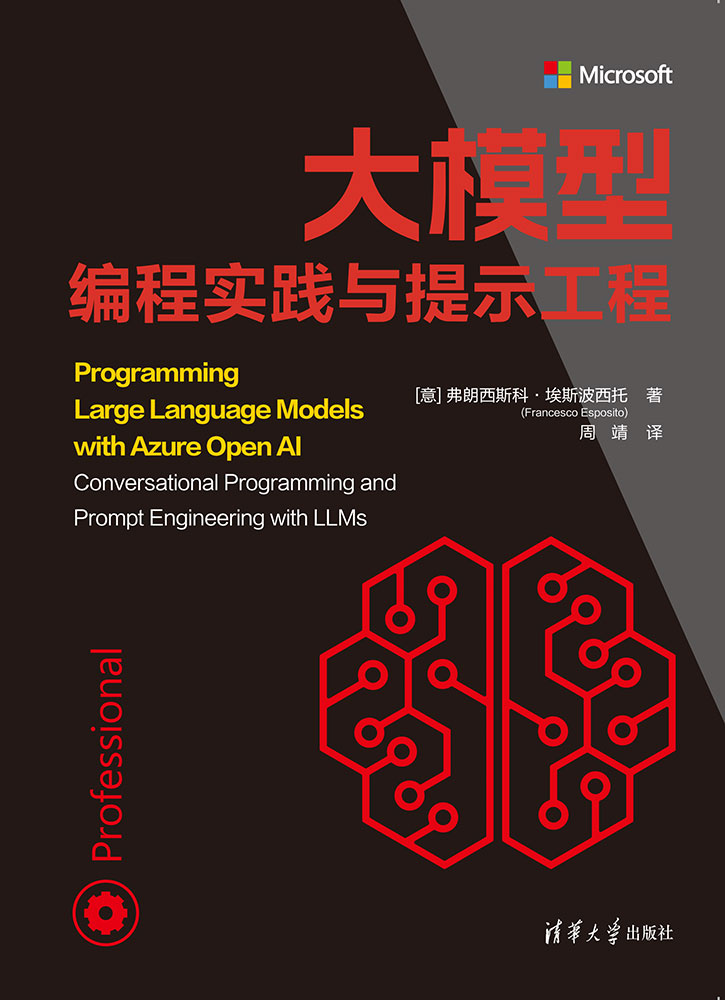 Microsoft
大模型
编程实践与提示工程
Programming
Large Language Models
with Azure Open AI
Conversational Programming and
Prompt Engineering with LLMs
[意] 弗朗西斯科·埃斯波西托 著
(Francesco Esposito)
周 靖 译
Professional
清华大学出版社